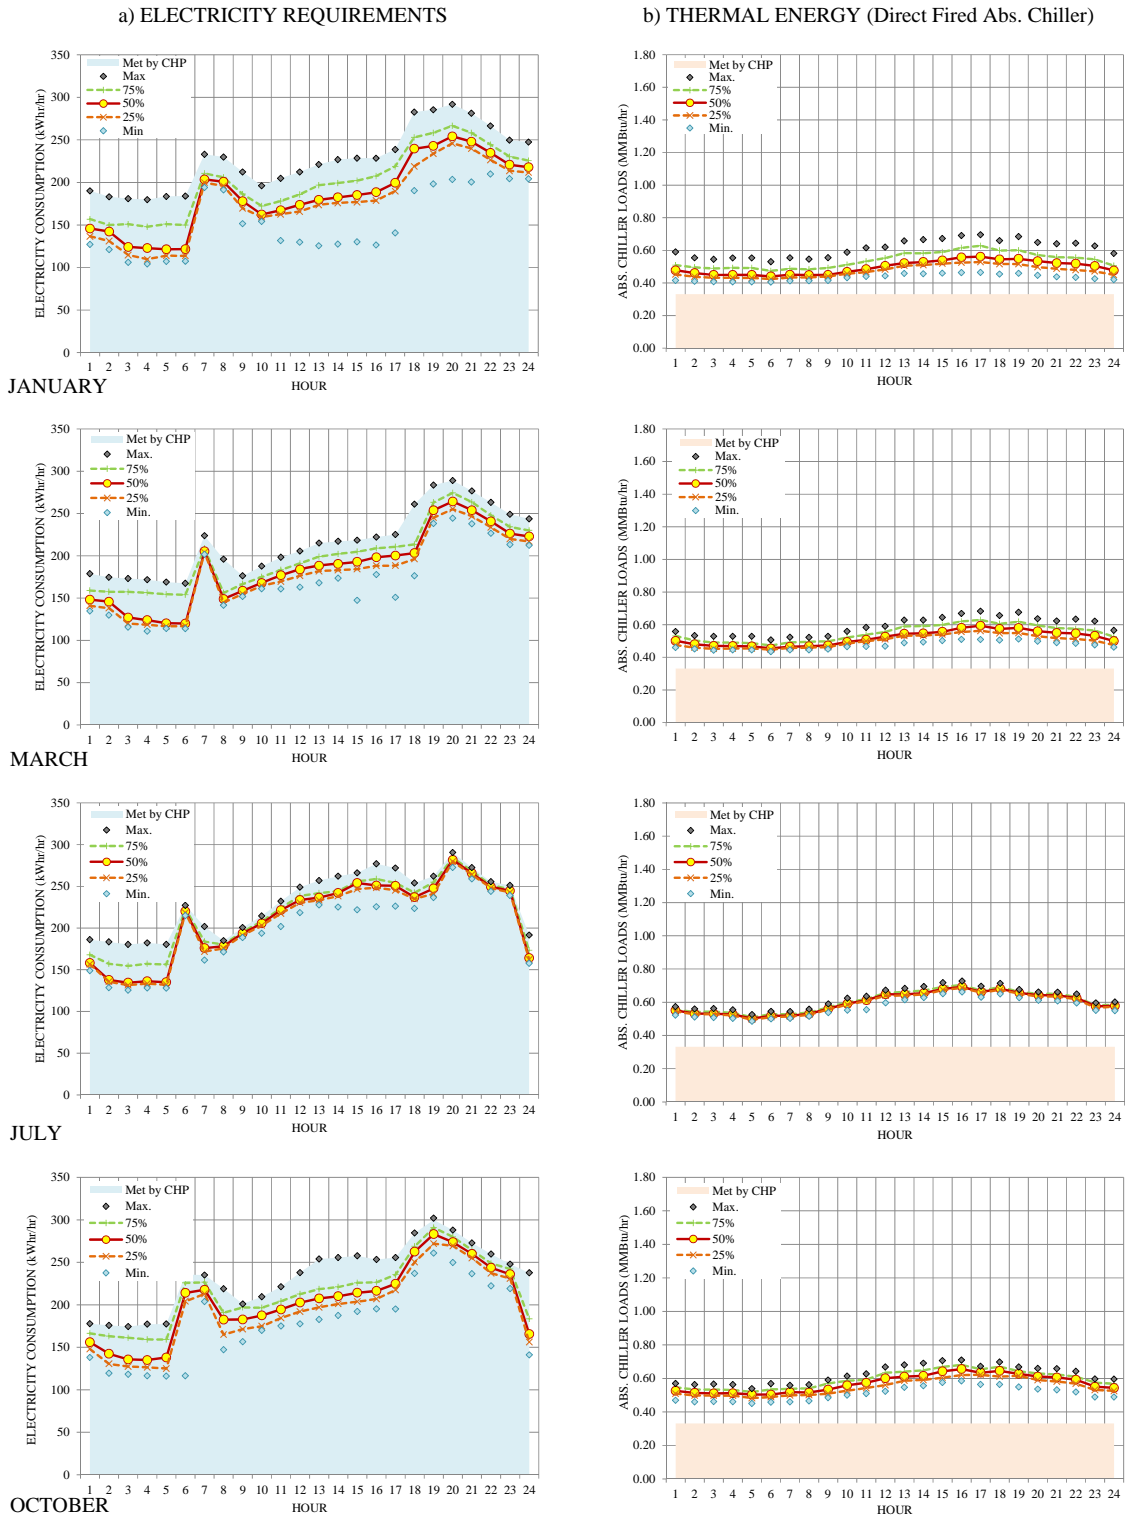 a) ELECTRICITY REQUIREMENTS
b) THERMAL ENERGY (Direct Fired Abs. Chiller)
ELECTRICITY CONSUMPTION (kWhr/hr)
350
300
250
200
150
100
50
0
Met by CHP
Max
75%
50%
25%
Min
1 2 3 4 5 6 7 8 9 10 11 12 13 14 15 16 17 18 19 20 21 22 23 24
HOUR
JANUARY
ABS. CHILLER LOADS (MMBtu/hr)
1.80
1.60
1.40
1.20
1.00
0.80
0.60
0.40
0.20
0.00
Met by CHP
Max.
75%
50%
25%
Min.
1 2 3 4 5 6 7 8 9 10 11 12 13 14 15 16 17 18 19 20 21 22 23 24
HOUR
ELECTRICITY CONSUMPTION (kWhr/hr)
350
300
250
200
150
100
50
0
Met by CHP
Max.
75%
50%
25%
Min.
1 2 3 4 5 6 7 8 9 10 11 12 13 14 15 16 17 18 19 20 21 22 23 24
HOUR
MARCH
ABS. CHILLER LOADS (MMBtu/hr)
1.80
1.60
1.40
1.20
1.00
0.80
0.60
0.40
0.20
0.00
Met by CHP
Max.
75%
50%
25%
Min.
1 2 3 4 5 6 7 8 9 10 11 12 13 14 15 16 17 18 19 20 21 22 23 24
HOUR
ELECTRICITY CONSUMPTION (kWhr/hr)
350
300
250
200
150
100
50
0
Met by CHP
Max.
75%
50%
25%
Min.
1 2 3 4 5 6 7 8 9 10 11 12 13 14 15 16 17 18 19 20 21 22 23 24
HOUR
JULY
ABS. CHILLER LOADS (MMBtu/hr)
1.80
1.60
1.40
1.20
1.00
0.80
0.60
0.40
0.20
0.00
Met by CHP
Max.
75%
50%
25%
Min.
1 2 3 4 5 6 7 8 9 10 11 12 13 14 15 16 17 18 19 20 21 22 23 24
HOUR
ELECTRICITY CONSUMPTION (kWhr/hr)
350
300
250
200
150
100
50
0
Met by CHP
Max.
75%
50%
25%
Min.
1 2 3 4 5 6 7 8 9 10 11 12 13 14 15 16 17 18 19 20 21 22 23 24
HOUR
OCTOBER
ABS. CHILLER LOADS (MMBtu/hr)
1.80
1.60
1.40
1.20
1.00
0.80
0.60
0.40
0.20
0.00
Met by CHP
Max.
75%
50%
25%
Min.
1 2 3 4 5 6 7 8 9 10 11 12 13 14 15 16 17 18 19 20 21 22 23 24
HOUR